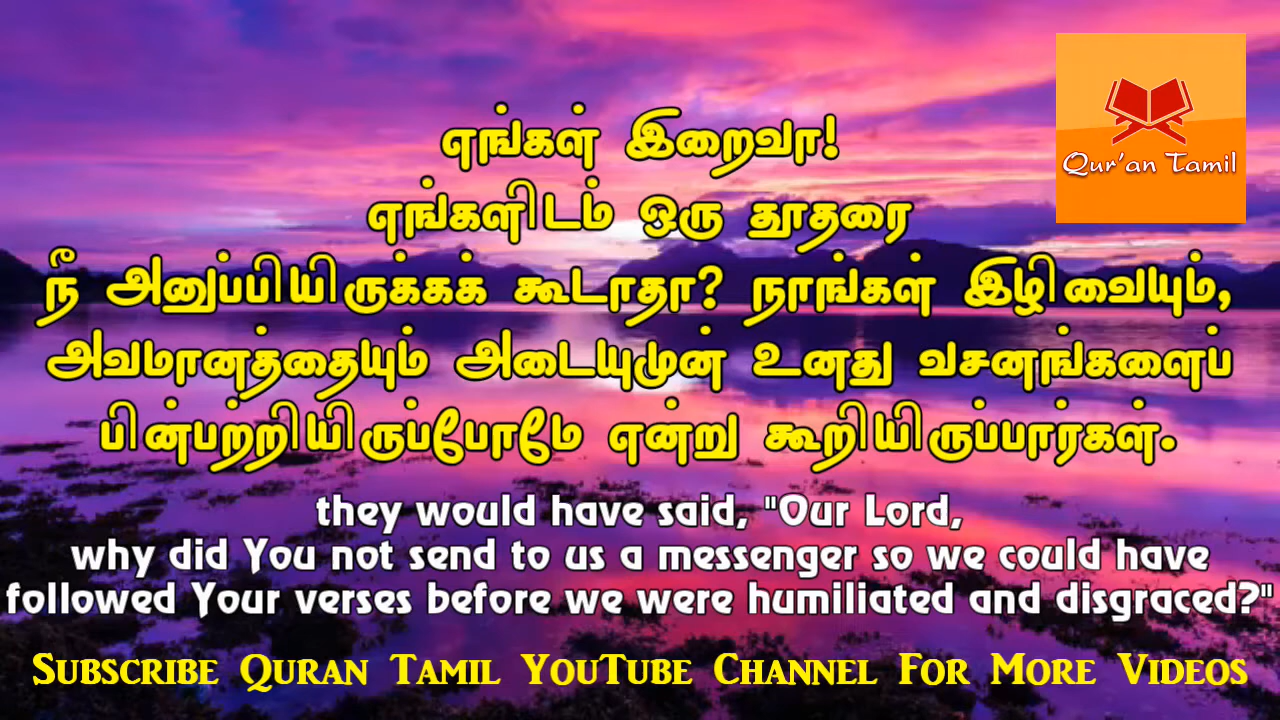 எங்கள் இறைவா!
எங்களிடம் ஒரு தூதரை
நீ அனுப்பியிருக்கக் கூடாதா? நாங்கள் இழிவையும்,
அவமானத்தையும் அடையுமுன் உனது வசனங்களைப்
பின்பற்றியிருப்போமே என்று கூறியிருப்பார்கள்.
they would have said, "Our Lord,
why did You not send to us a messenger so we could have
followed Your verses before we were humiliated and disgraced?"
Subscribe Quran Tamil YouTube Channel For More Videos
Qur'an Tamil